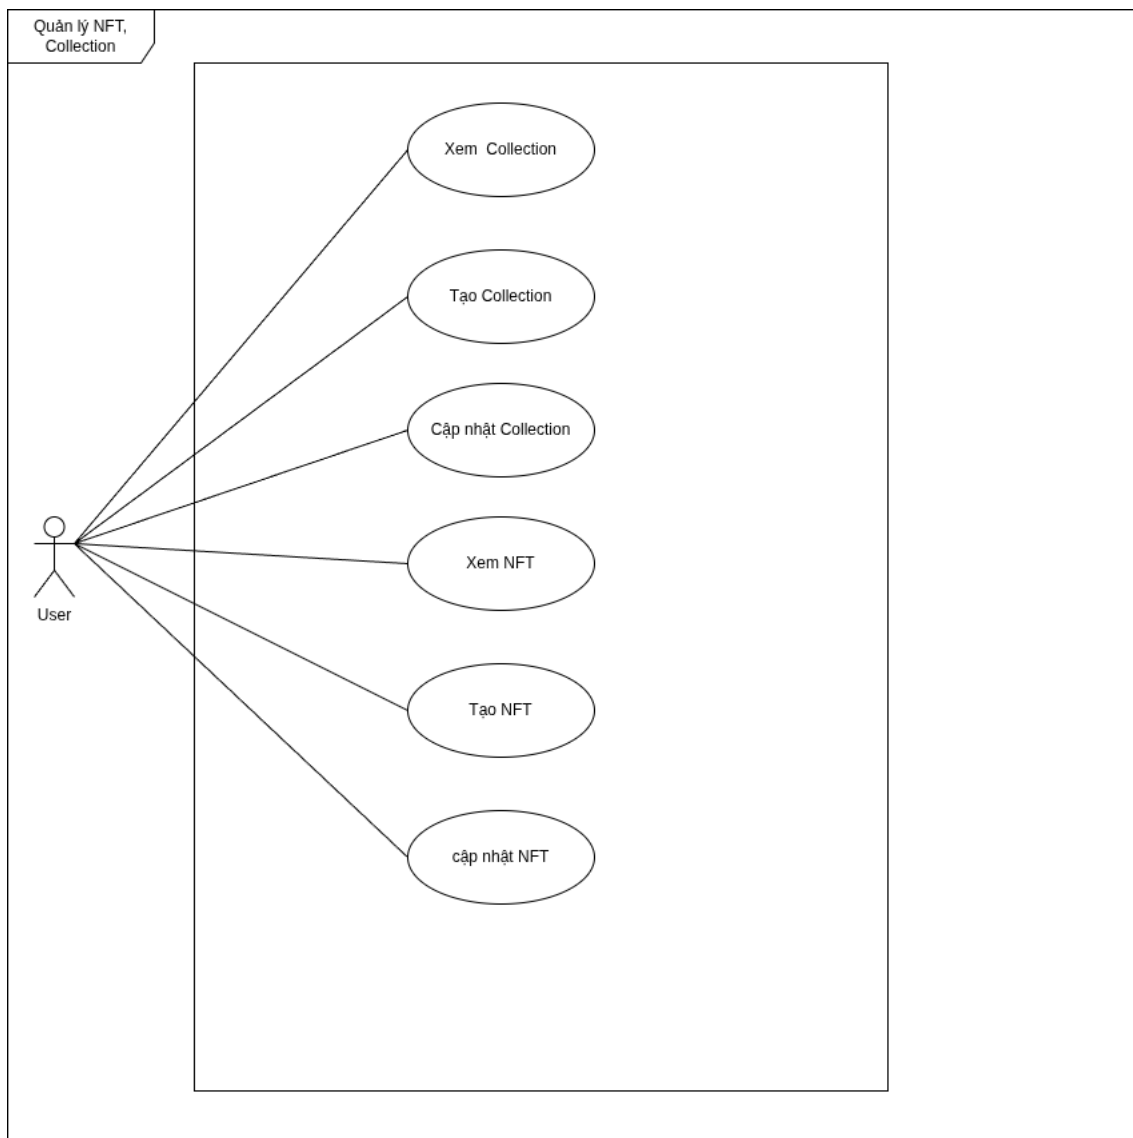 Quản lý NFT,
Collection
Xem  Collection
Tạo Collection
Cập nhật Collection
Xem NFT
User
Tạo NFT
cập nhật NFT